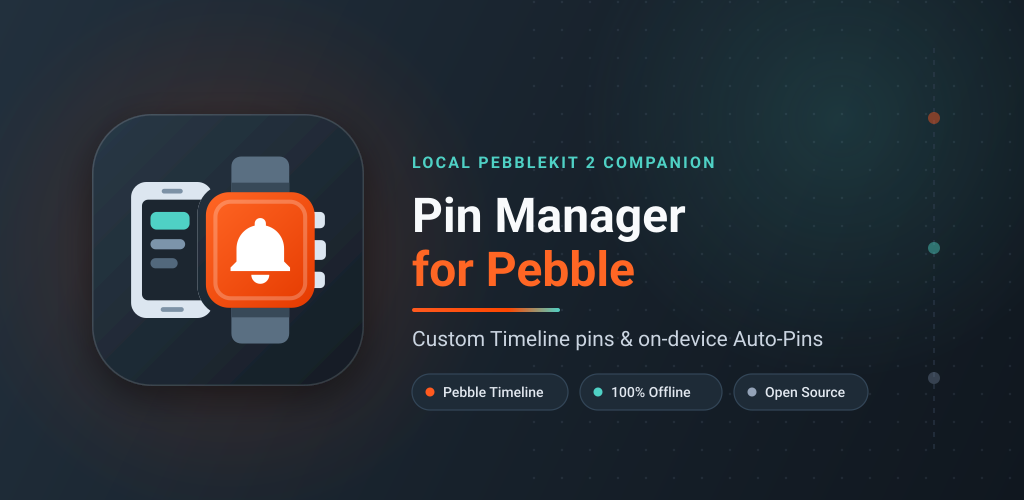 LOCAL PEBBLEKIT 2 COMPANION
Pin Manager
for Pebble
Custom Timeline pins & on-device Auto-Pins
Pebble Timeline
100% Offline
Open Source